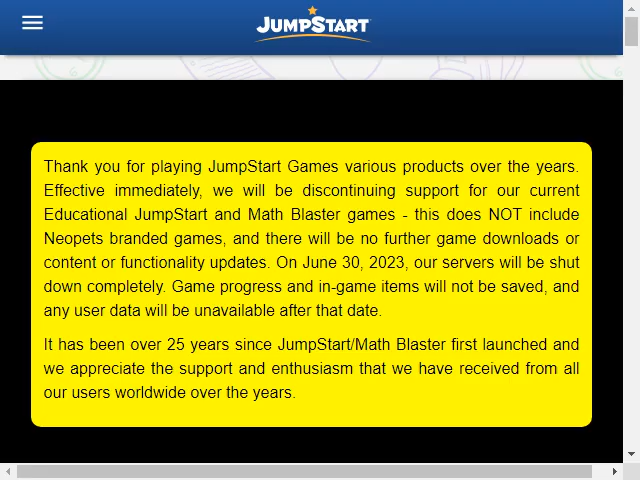 JUMPSTART
Thank you for playing JumpStart Games various products over the years.
Effective immediately, we will be discontinuing support for our current
Educational JumpStart and Math Blaster games - this does NOT include
Neopets branded games, and there will be no further game downloads or
content or functionality updates. On June 30, 2023, our servers will be shut
down completely. Game progress and in-game items will not be saved, and
any user data will be unavailable after that date.
It has been over 25 years since JumpStart/Math Blaster first launched and
we appreciate the support and enthusiasm that we have received from all
our users worldwide over the years.